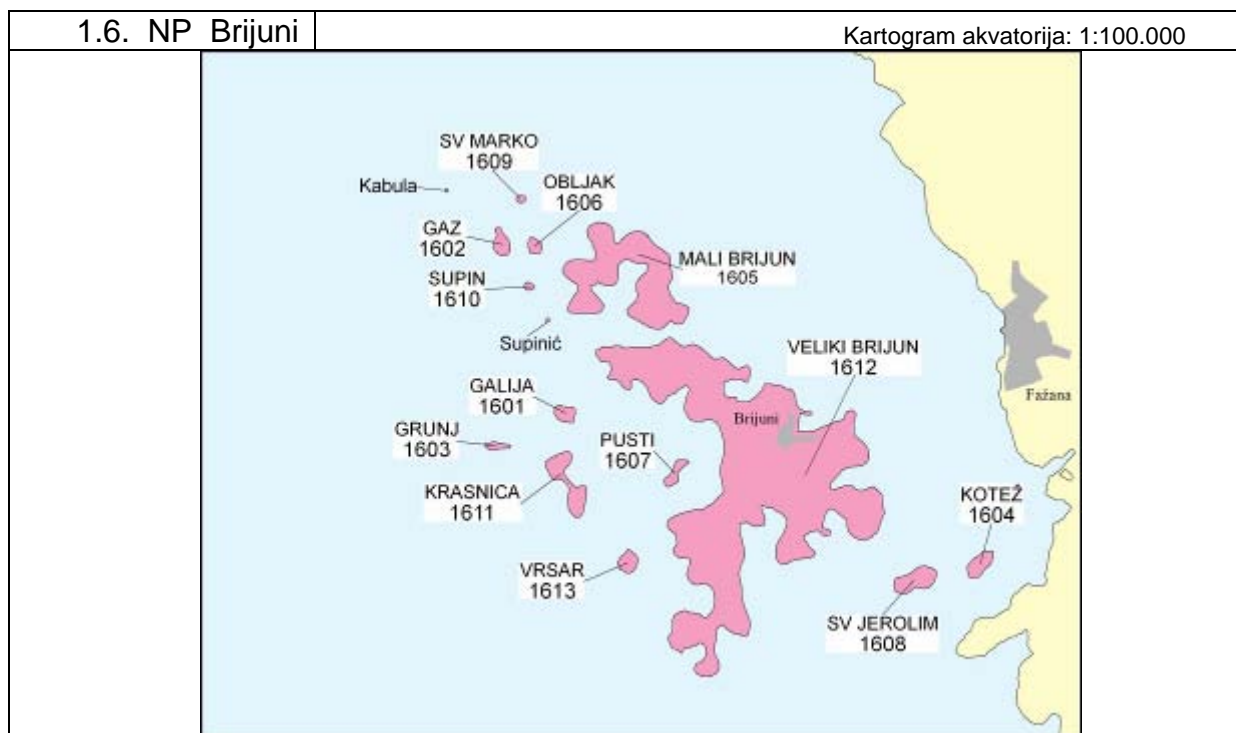 1.6. NP Brijuni
Kartogram akvatorija: 1:100.000
SV MARKO
1609
Kabula
OBLJAK
1606
GAZ
1602
MALI BRIJUN
1605
SUPIN
1610
Supinić
VELIKI BRIJUN
1612
GALIJA
1601
Fažana
Brijuni
GRUNJ
1603
PUSTI
1607
KRASNICA
1611
KOTEŽ
1604
VRSAR
1613
SV JEROLIM
1608